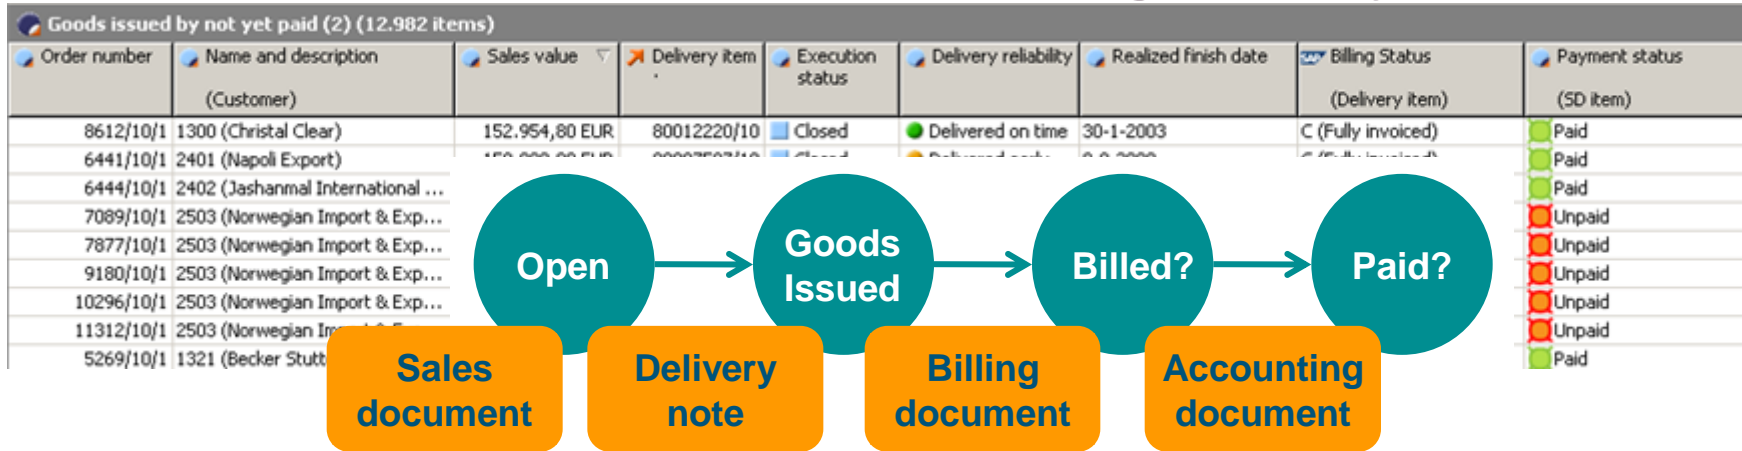 Goods issued by not yet paid (2) (12.982 items)
Order number Name and description Sales value Delivery item Execution Delivery reliability Realized finish date Billing Status Payment status
status
(Customer) (Delivery item) (SD item)
8612/10/1 1300 (Christal Clear) 152.954,80 EUR 80012220/10 Closed Delivered on time 30-1-2003 C (Fully invoiced) Paid
6441/10/1 2401 (Napoli Export) Closed Delivered early C (Fully invoiced) Paid
6444/10/1 2402 (Jashanmal International ... Paid
7089/10/1 2503 (Norwegian Import & Exp... Unpaid
7877/10/1 2503 (Norwegian Import & Exp... Unpaid
9180/10/1 2503 (Norwegian Import & Exp... Unpaid
10296/10/1 2503 (Norwegian Import & Exp... Unpaid
11312/10/1 2503 (Norwegian Unpaid
5269/10/1 1321 (Becker Paid
Open
Goods
Issued
Billed?
Paid?
Sales
document
Delivery
note
Billing
document
Accounting
document